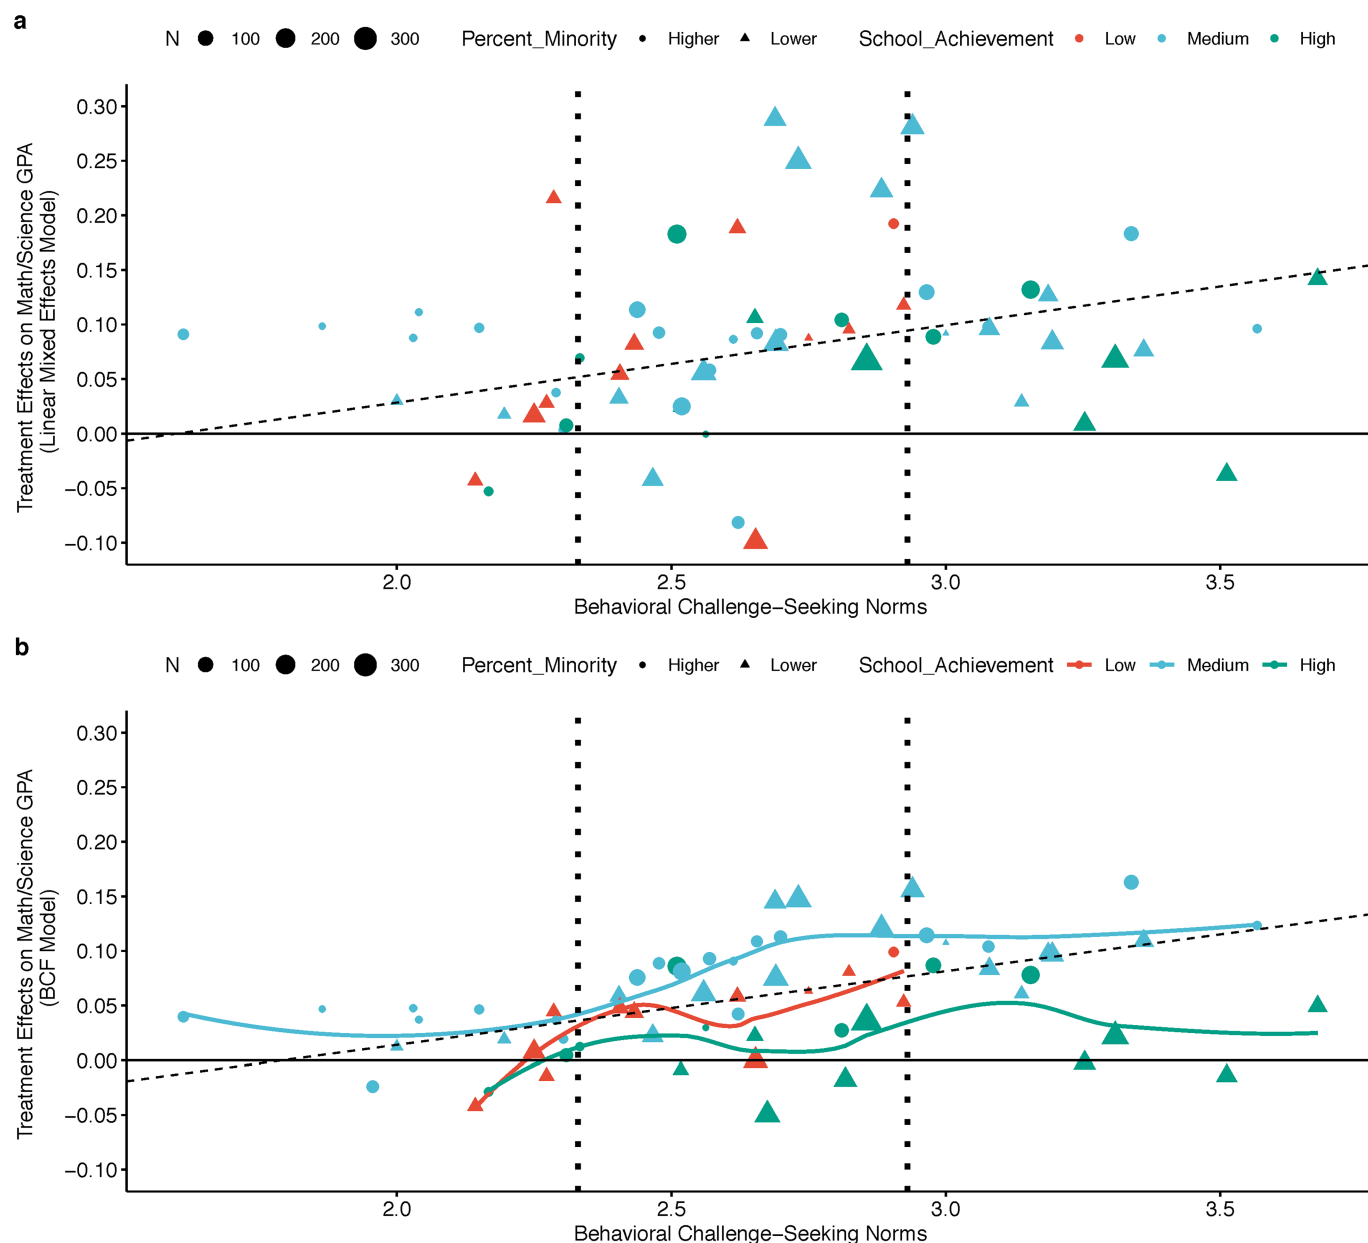 a
N 100 200 300 Percent_Minority Higher Lower School_Achievement Low Medium High
Treatment Effects on Math/Science GPA
(Linear Mixed Effects Model)
0.30
0.25
0.20
0.15
0.10
0.05
0.00
−0.05
−0.10
2.0 2.5 3.0 3.5
Behavioral Challenge−Seeking Norms
b
N 100 200 300 Percent_Minority Higher Lower School_Achievement Low Medium High
Treatment Effects on Math/Science GPA
(BCF Model)
0.30
0.25
0.20
0.15
0.10
0.05
0.00
−0.05
−0.10
2.0 2.5 3.0 3.5
Behavioral Challenge−Seeking Norms